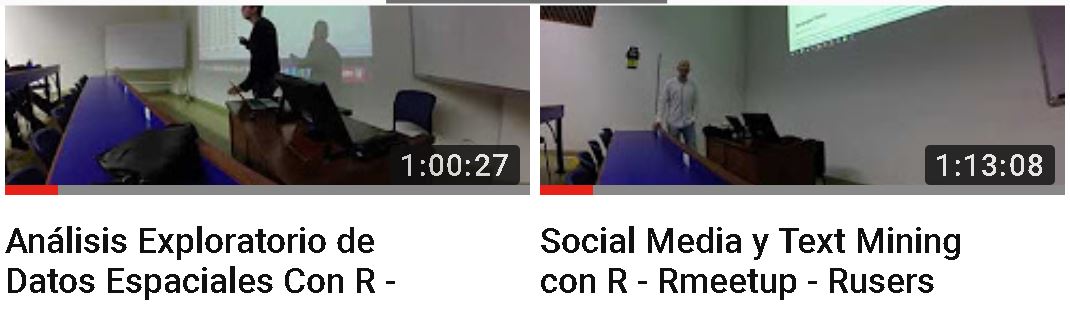 1:00:27
1:13:08
Análisis Exploratorio de
Datos Espaciales Con R -
Social Media y Text Mining
con R - Rmeetup - Rusers